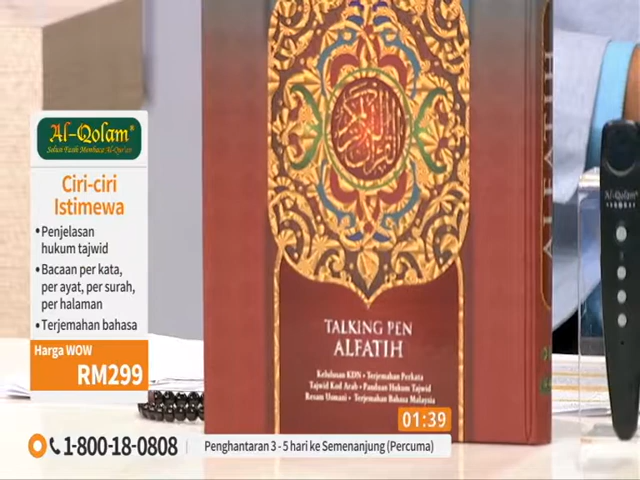 Al-Qolam®
Solusi Fasih Membaca Al-Qur'an
Ciri-ciri
Istimewa
•Penjelasan
hukum tajwid
•Bacaan per kata,
per ayat, per surah,
per halaman
•Terjemahan bahasa
Harga WOW
RM299
TALKING PEN
ALFATIH
Kelulusan KDN • Terjemahan Perkata
Tajwid Kod Arab • Panduan Hukum Tajwid
Resam Usmani • Terjemahan Bahasa Malaysia
ALFATIH
Al-Qolam
01:39
1-800-18-0808
Penghantaran 3 - 5 hari ke Semenanjung (Percuma)